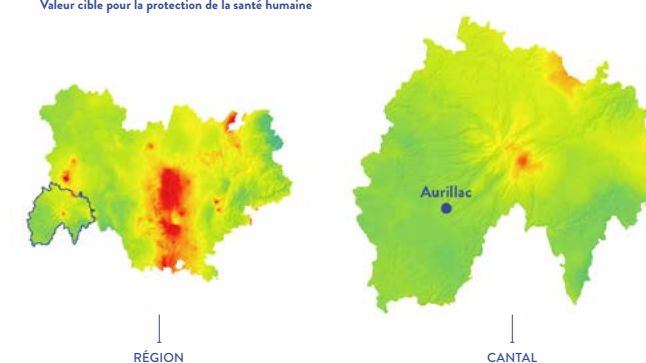 Valeur cible pour la protection de la santé humaine
Aurillac
RÉGION
CANTAL